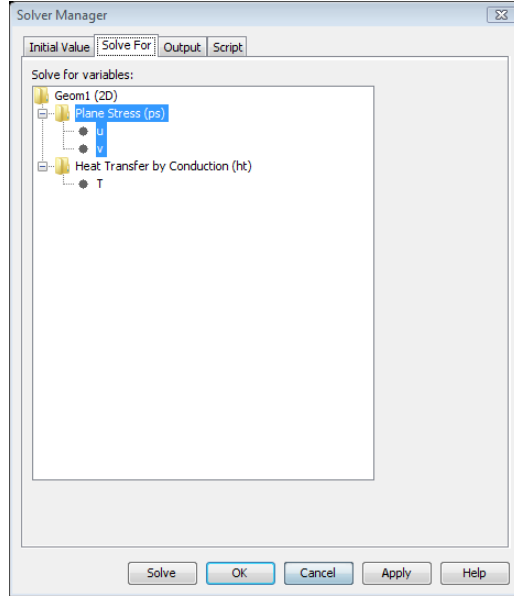 Solver Manager
Initial Value Solve For Output Script
Solve for variables:
Geom1 (2D)
Plane Stress (ps)
u
v
Heat Transfer by Conduction (ht)
T
Solve OK Cancel Apply Help